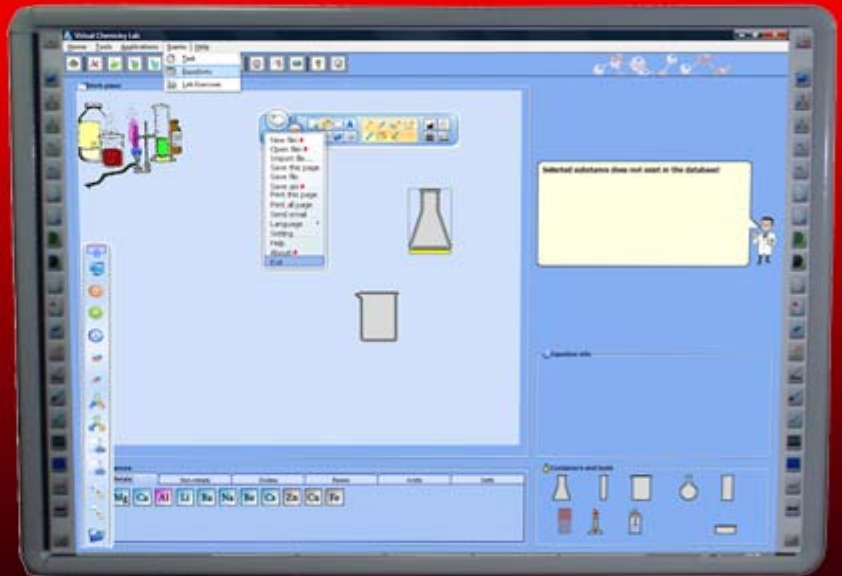 Virtual Chemistry Lab
Home Tools Applications Exams Help
Test
Equations
Lab Exercises
Work place
New file
Open file
Import file...
Save this page
Save file
Save as
Print this page
Print all page
Send email
Language
Setting
Help
About
Exit
Selected substance does not exist in the database!
Equation info
Metals Non-metals Oxides Bases Acids Salts
Mg Ca Al Li Ba Na Be Cs Zn Cu Fe
Containers and tools